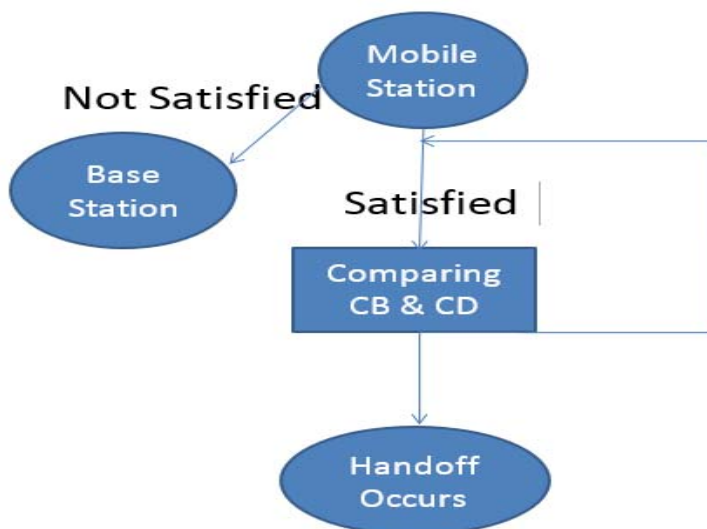 Mobile
Station
Not Satisfied
Base
Station
Satisfied
Comparing
CB & CD
Handoff
Occurs